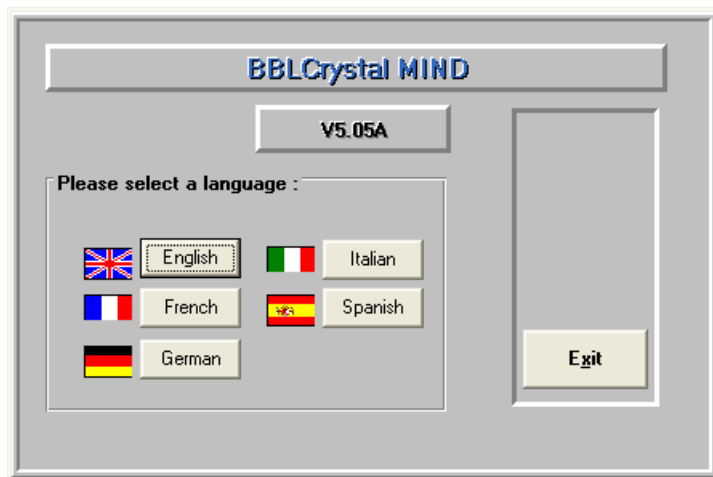 BBLCrystal MIND
V5.05A
Please select a language :
English
Italian
French
Spanish
German
Exit